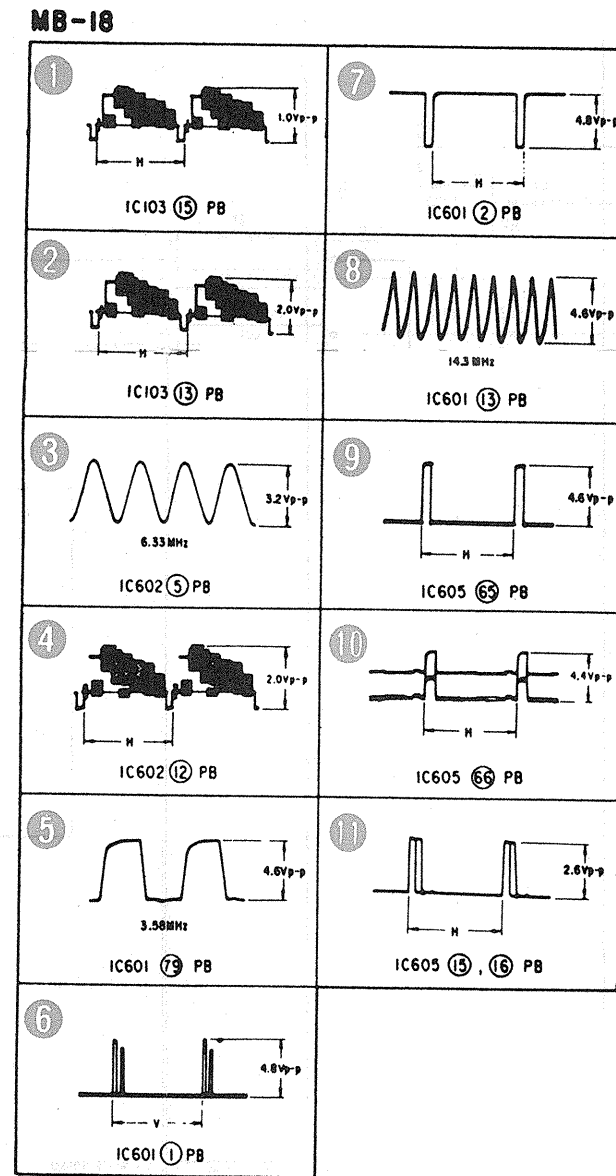 MB-18
1
1.0Vp-p
H
IC103 15 PB
2
2.0Vp-p
H
IC103 13 PB
3
3.2Vp-p
6.33MHz
IC602 5 PB
4
2.0Vp-p
H
IC602 12 PB
5
4.6Vp-p
3.58MHz
IC601 79 PB
6
4.8Vp-p
V
IC601 1 PB
7
4.8Vp-p
H
IC601 2 PB
8
4.6Vp-p
14.3MHz
IC601 13 PB
9
4.6Vp-p
H
IC605 65 PB
10
4.4Vp-p
H
IC605 66 PB
11
2.6Vp-p
H
IC605 15, 16 PB